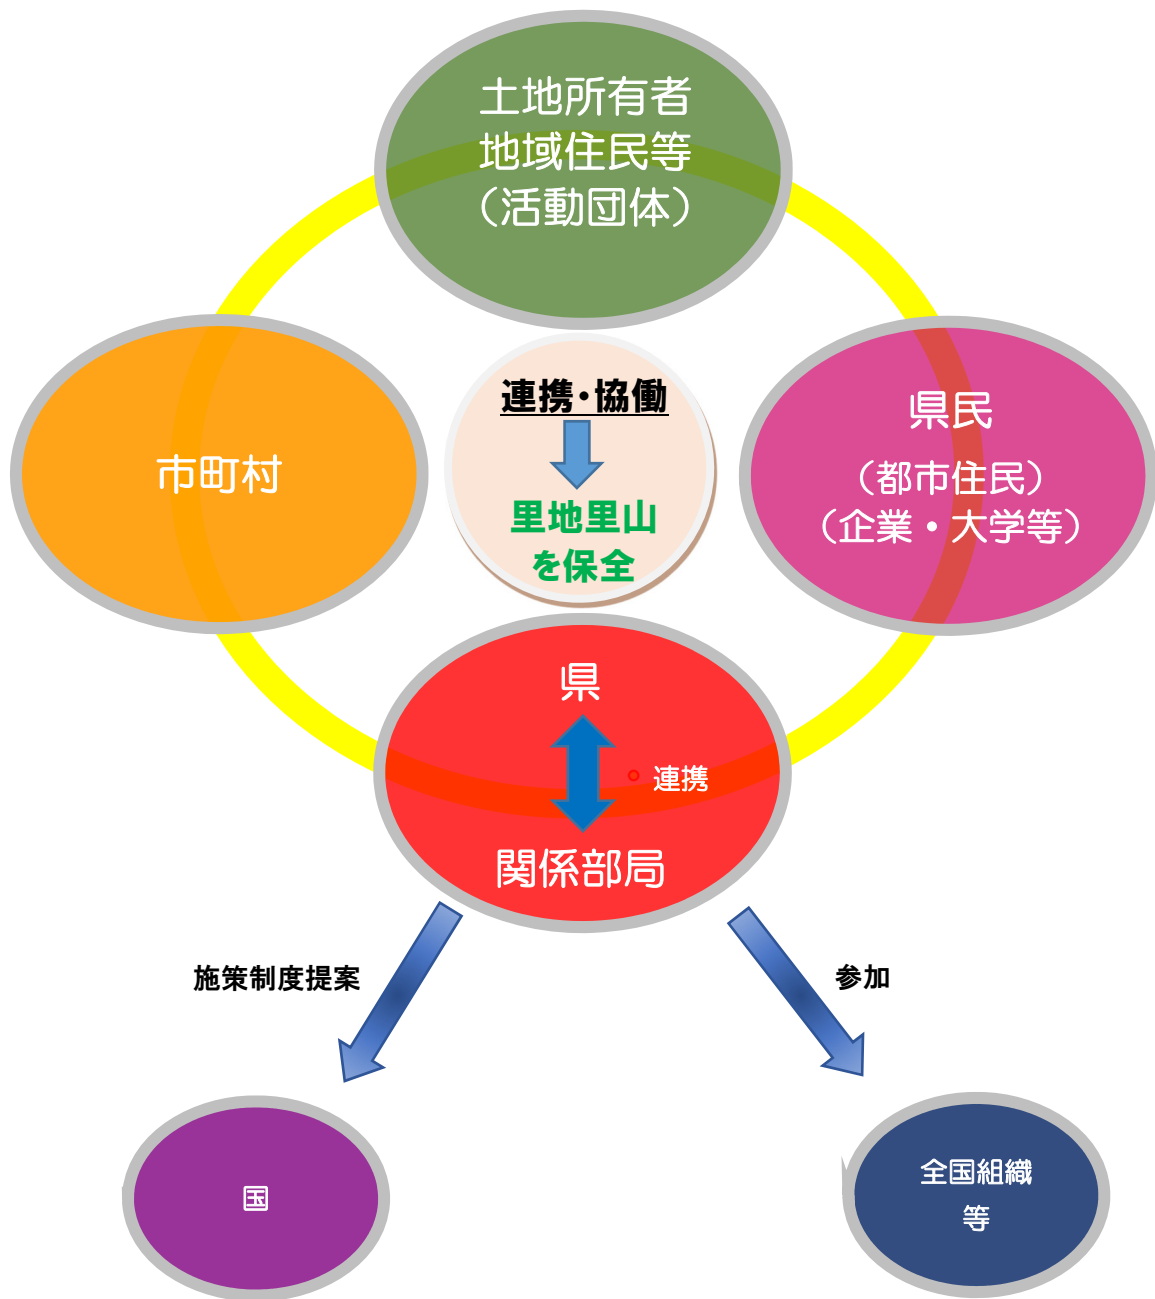 土地所有者
地域住民等
（活動団体）
市町村
連携・協働
里地里山
を保全
県民
（都市住民）
（企業・大学等）
県
連携
関係部局
施策制度提案
参加
国
全国組織
等